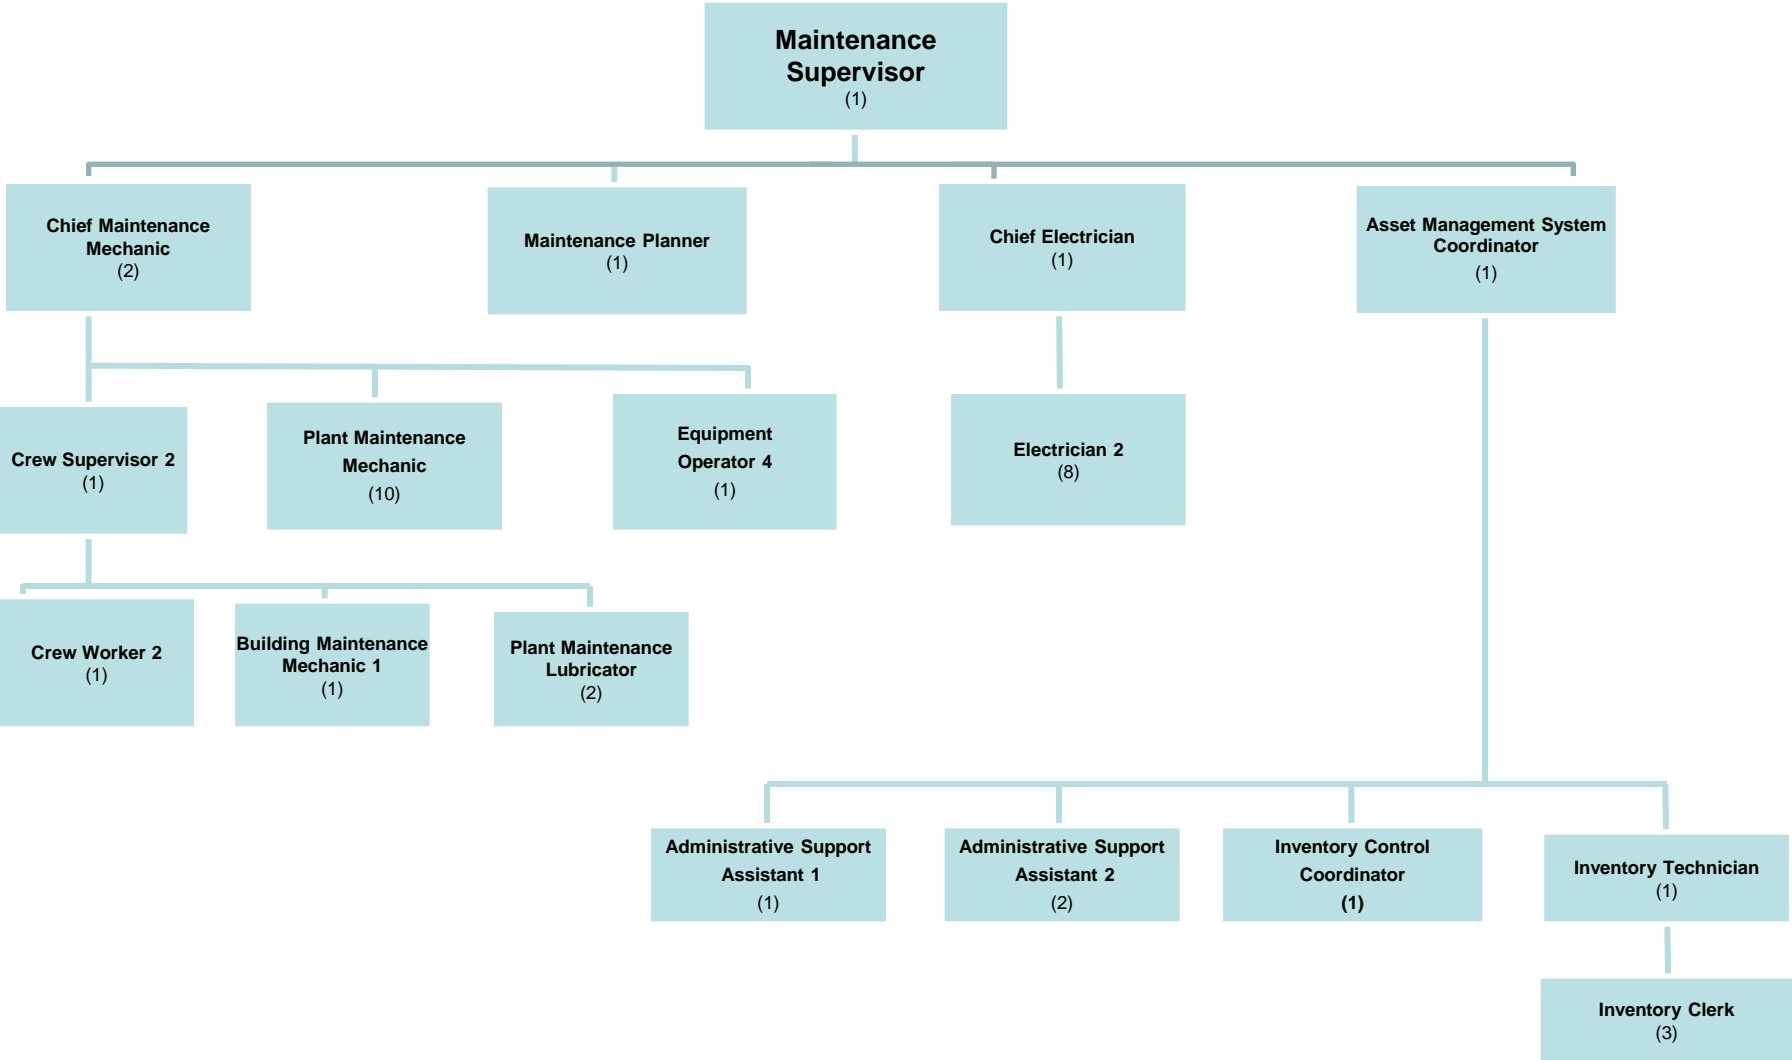 Maintenance
Supervisor
(1)
Chief Maintenance
Mechanic
(2)
Maintenance Planner
(1)
Chief Electrician
(1)
Asset Management System
Coordinator
(1)
Crew Supervisor 2
(1)
Plant Maintenance
Mechanic
(10)
Equipment
Operator 4
(1)
Electrician 2
(8)
Crew Worker 2
(1)
Building Maintenance
Mechanic 1
(1)
Plant Maintenance
Lubricator
(2)
Administrative Support
Assistant 1
(1)
Administrative Support
Assistant 2
(2)
Inventory Control
Coordinator
(1)
Inventory Technician
(1)
Inventory Clerk
(3)